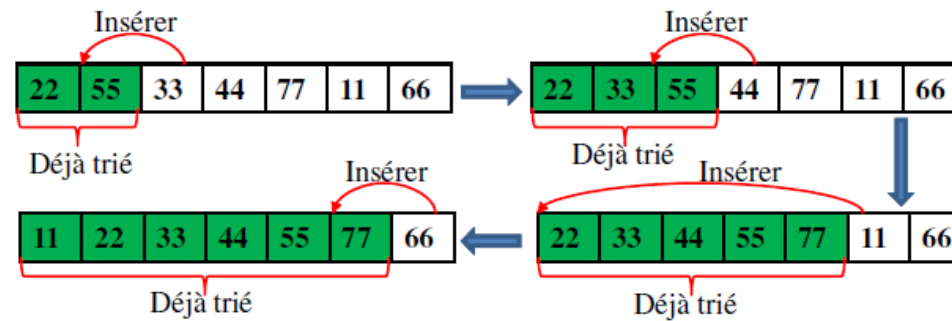 Insérer
22 55 33 44 77 11 66
Déjà trié
Insérer
22 33 55 44 77 11 66
Déjà trié
Insérer
22 33 44 55 77 11 66
Déjà trié
Insérer
11 22 33 44 55 77 66
Déjà trié